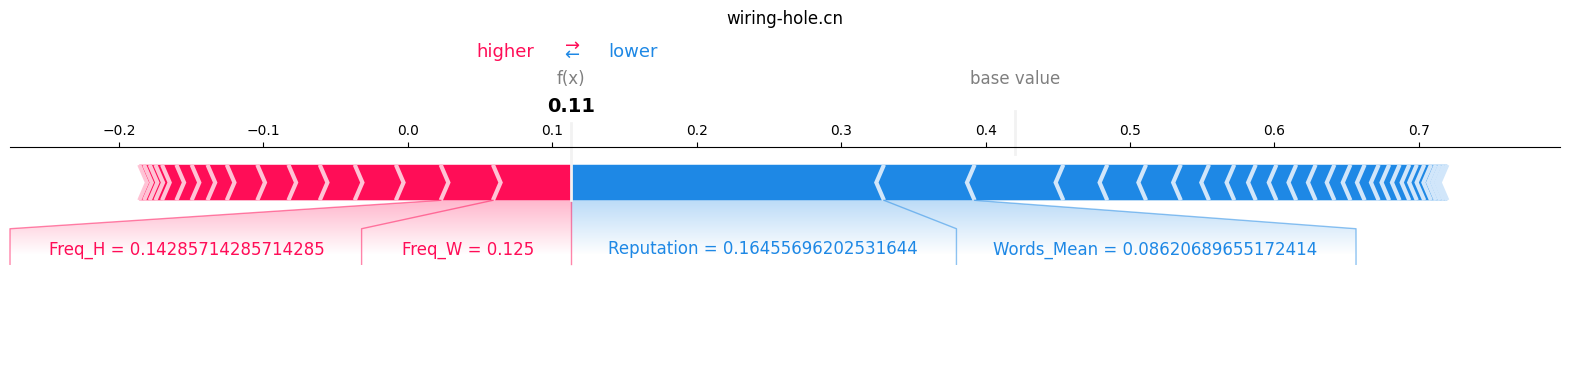 wiring-hole.cn
higher ⇄ lower
f(x) base value
0.11
−0.2 −0.1 0.0 0.1 0.2 0.3 0.4 0.5 0.6 0.7
Freq_H = 0.14285714285714285 Freq_W = 0.125 Reputation = 0.16455696202531644 Words_Mean = 0.08620689655172414